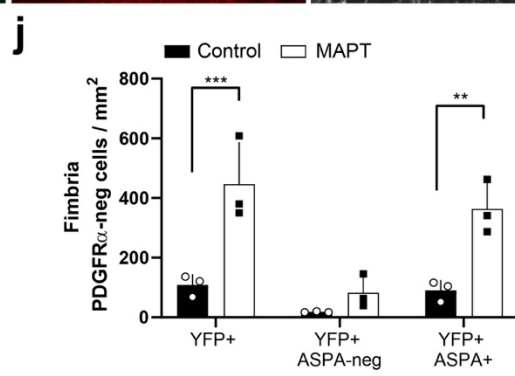 j
Control MAPT
Fimbria
PDGFRα-neg cells / mm²
800
600
400
200
0
***
**
YFP+
YFP+
ASPA-neg
YFP+
ASPA+